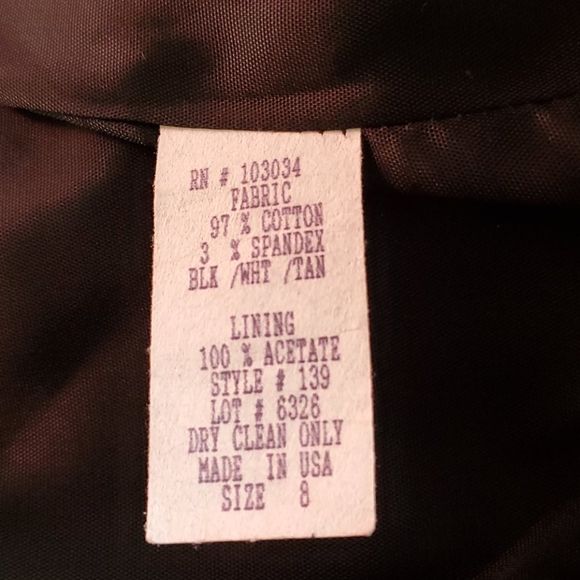 RN # 103034
FABRIC
97 % COTTON
3 % SPANDEX
BLK /WHT /TAN
LINING
100 % ACETATE
STYLE # 139
LOT # 6326
DRY CLEAN ONLY
MADE IN USA
SIZE 8